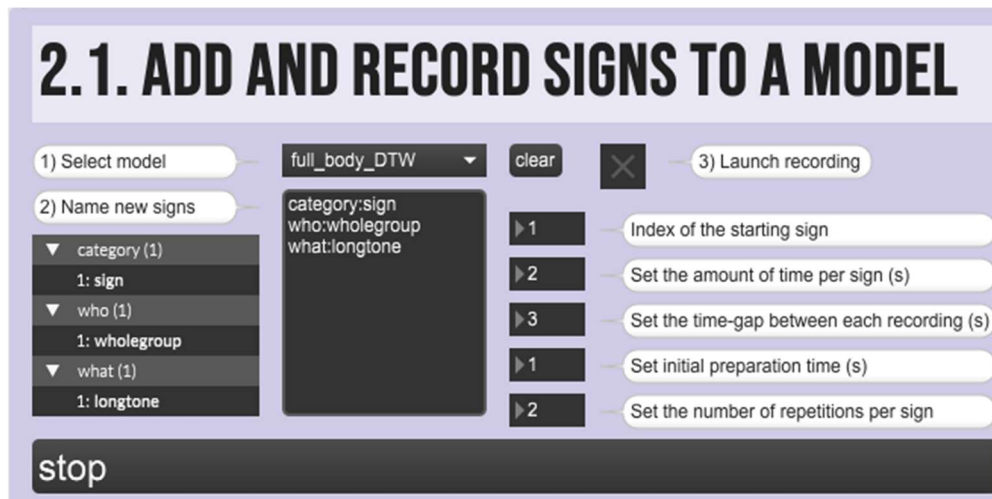 2.1. ADD AND RECORD SIGNS TO A MODEL
1) Select model
full_body_DTW
clear
3) Launch recording
2) Name new signs
category:sign
who:wholegroup
what:longtone
category (1)
1: sign
who (1)
1: wholegroup
what (1)
1: longtone
1
Index of the starting sign
2
Set the amount of time per sign (s)
3
Set the time-gap between each recording (s)
1
Set initial preparation time (s)
2
Set the number of repetitions per sign
stop